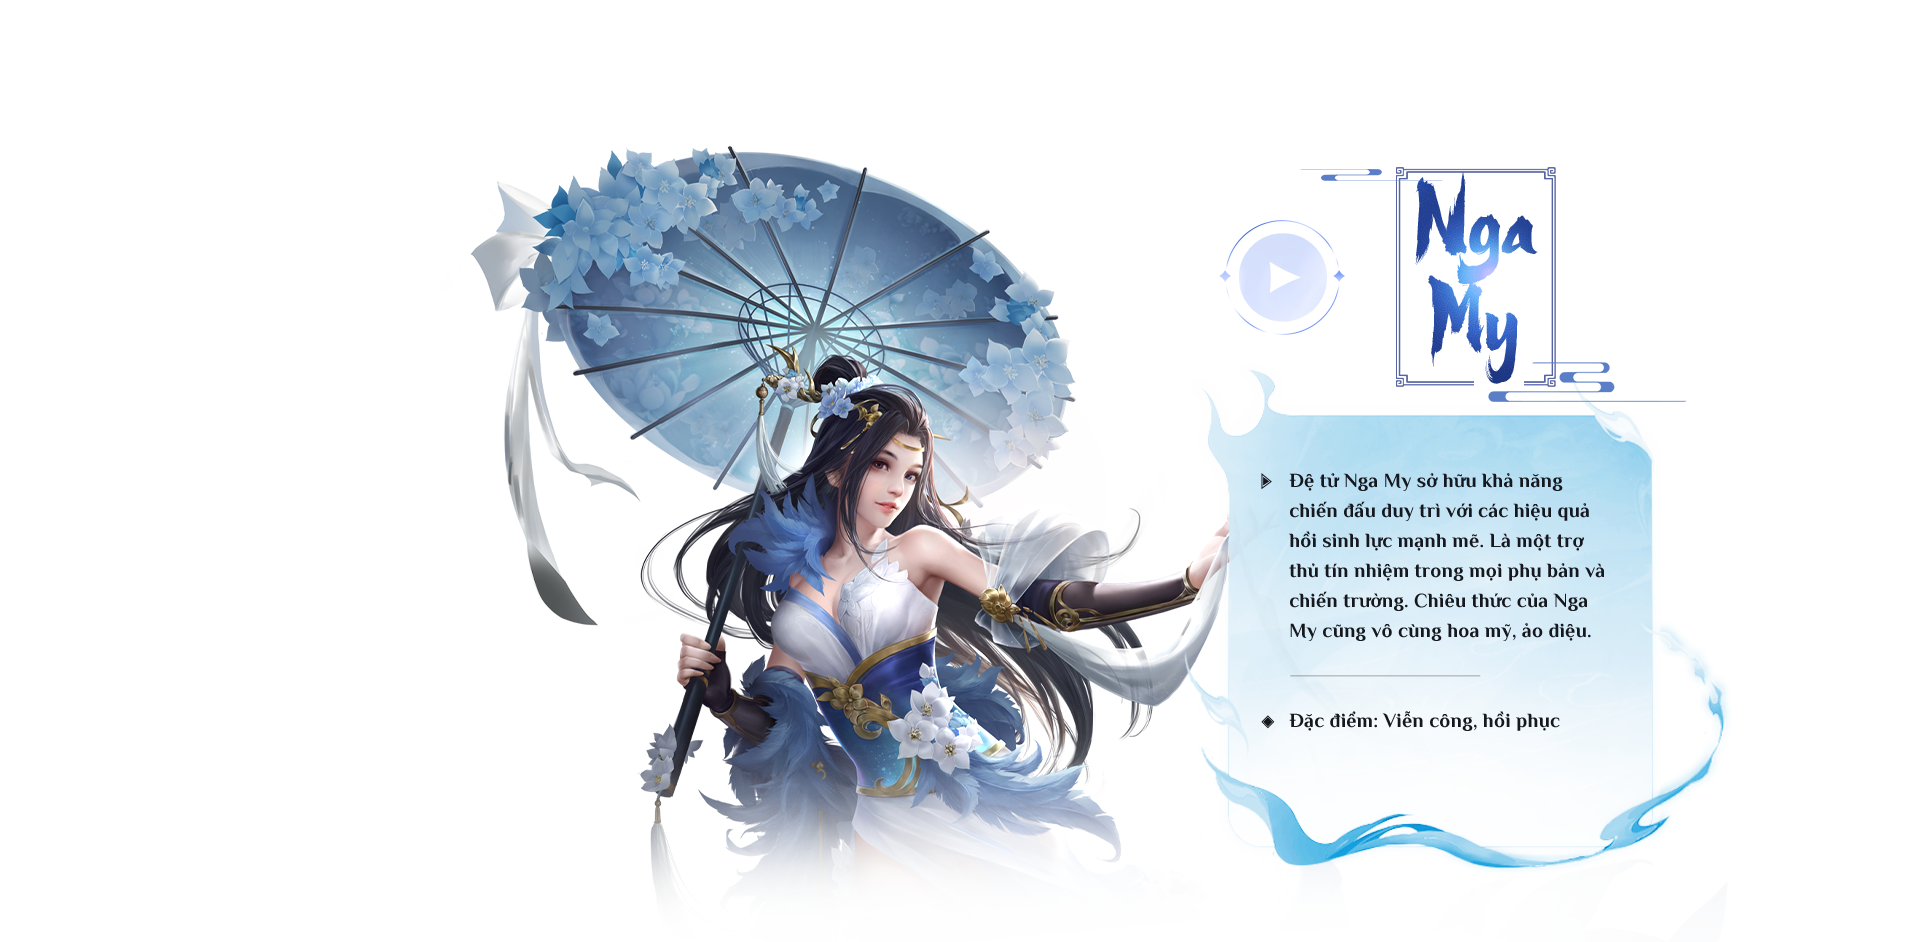 Nga
My
Đệ tử Nga My sở hữu khả năng
chiến đấu duy trì với các hiệu quả
hồi sinh lực mạnh mẽ. Là một trợ
thủ tín nhiệm trong mọi phụ bản và
chiến trường. Chiêu thức của Nga
My cũng vô cùng hoa mỹ, ảo diệu.
Đặc điểm: Viễn công, hồi phục